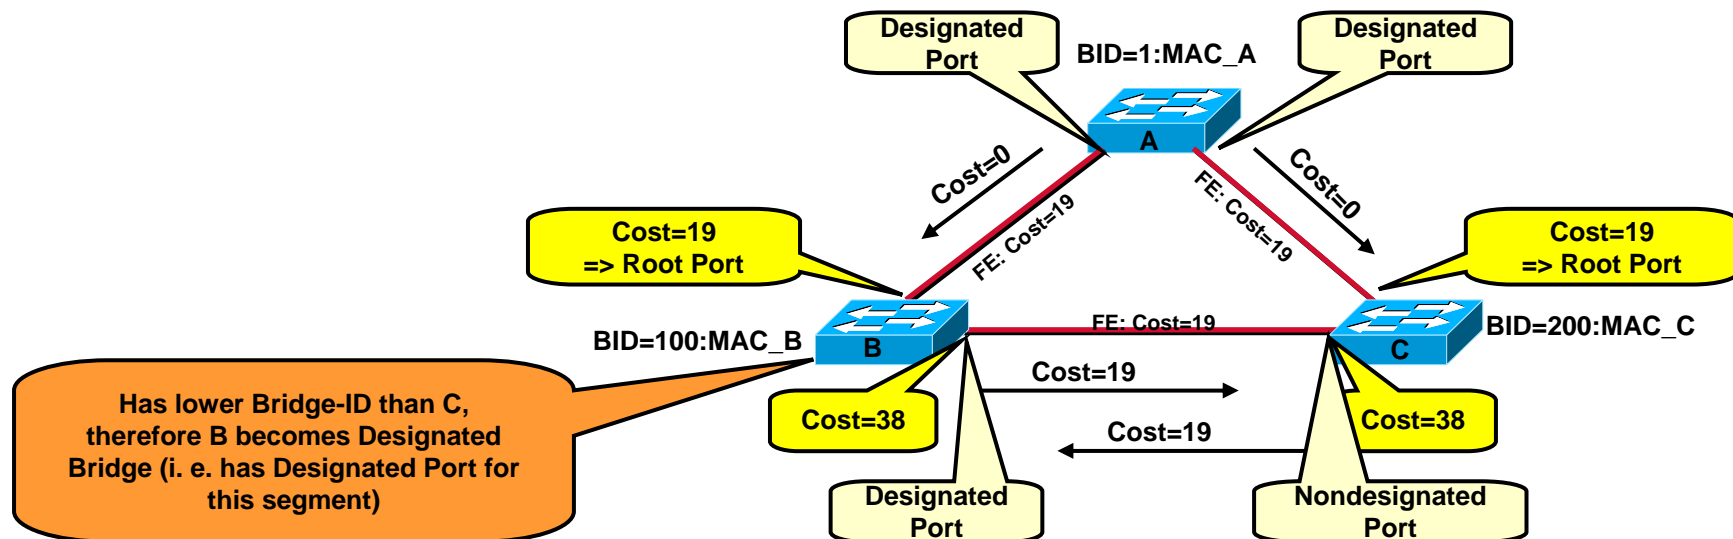 Designated
Port
BID=1:MAC_A
Designated
Port
A
Cost=0
Cost=0
FE: Cost=19
FE: Cost=19
Cost=19
=> Root Port
Cost=19
=> Root Port
BID=100:MAC_B
B
FE: Cost=19
C
BID=200:MAC_C
Has lower Bridge-ID than C,
therefore B becomes Designated
Bridge (i. e. has Designated Port for
this segment)
Cost=38
Cost=19
Cost=38
Cost=19
Designated
Port
Nondesignated
Port